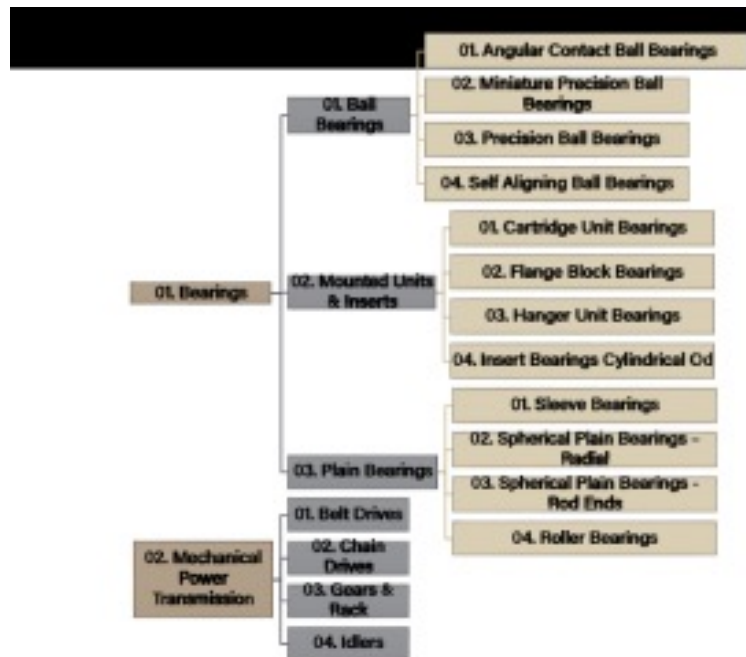 01. Bearings
01. Ball
Bearings
01. Angular Contact Ball Bearings
02. Miniature Precision Ball
Bearings
03. Precision Ball Bearings
04. Self Aligning Ball Bearings
02. Mounted Units
& Inserts
01. Cartridge Unit Bearings
02. Flange Block Bearings
03. Hanger Unit Bearings
04. Insert Bearings Cylindrical Od
03. Plain Bearings
01. Sleeve Bearings
02. Spherical Plain Bearings -
Radial
03. Spherical Plain Bearings -
Rod Ends
04. Roller Bearings
02. Mechanical
Power
Transmission
01. Belt Drives
02. Chain
Drives
03. Gears &
Rack
04. Idlers